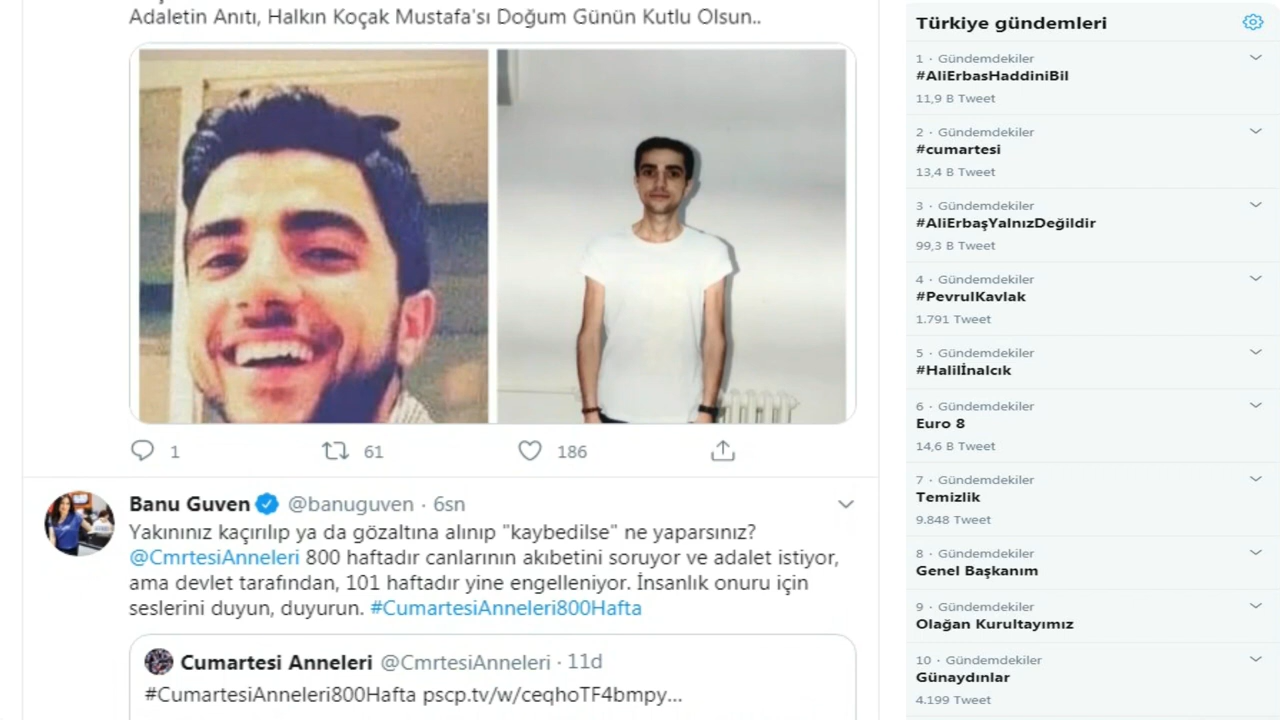 Adaletin Anıtı, Halkın Koçak Mustafa'sı Doğum Günün Kutlu Olsun..
1 61 186
Banu Guven @banuguven · 6sn
Yakınınız kaçırılıp ya da gözaltına alınıp "kaybedilse" ne yaparsınız?
@CmrtesiAnneleri 800 haftadır canlarının akıbetini soruyor ve adalet istiyor,
ama devlet tarafından, 101 haftadır yine engelleniyor. İnsanlık onuru için
seslerini duyun, duyurun. #CumartesiAnneleri800Hafta
Cumartesi Anneleri @CmrtesiAnneleri · 11d
#CumartesiAnneleri800Hafta pscp.tv/w/ceqhoTF4bmpy...
Türkiye gündemleri
1 · Gündemdekiler
#AliErbasHaddiniBil
11,9 B Tweet
2 · Gündemdekiler
#cumartesi
13,4 B Tweet
3 · Gündemdekiler
#AliErbaşYalnızDeğildir
99,3 B Tweet
4 · Gündemdekiler
#PevrulKavlak
1.791 Tweet
5 · Gündemdekiler
#Halilİnalcık
6 · Gündemdekiler
Euro 8
14,6 B Tweet
7 · Gündemdekiler
Temizlik
9.848 Tweet
8 · Gündemdekiler
Genel Başkanım
9 · Gündemdekiler
Olağan Kurultayımız
10 · Gündemdekiler
Günaydınlar
4.199 Tweet